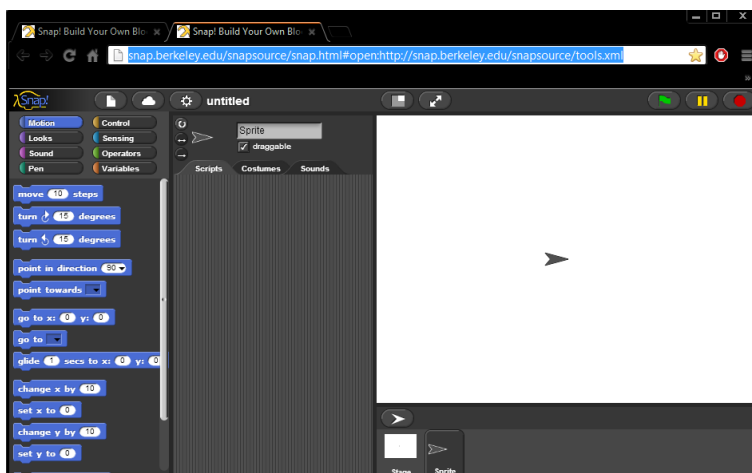 Snap! Build Your Own Blo
Snap! Build Your Own Blo
snap.berkeley.edu/snapsource/snap.html#open:http://snap.berkeley.edu/snapsource/tools.xml
Snap!
untitled
Motion Control
Looks Sensing
Sound Operators
Pen Variables
Sprite
draggable
Scripts Costumes Sounds
move 10 steps
turn 15 degrees
turn 15 degrees
point in direction 90
point towards
go to x: 0 y: 0
go to
glide 1 secs to x: 0 y: 0
change x by 10
set x to 0
change y by 10
set y to 0
Stage Sprite